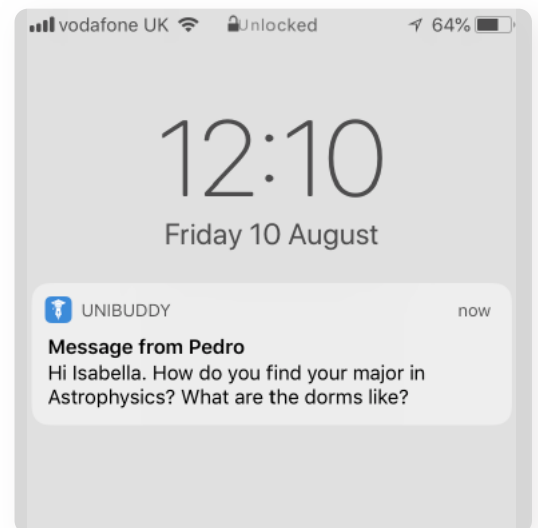 vodafone UK Unlocked 64%
12:10
Friday 10 August
UNIBUDDY now
Message from Pedro
Hi Isabella. How do you find your major in
Astrophysics? What are the dorms like?